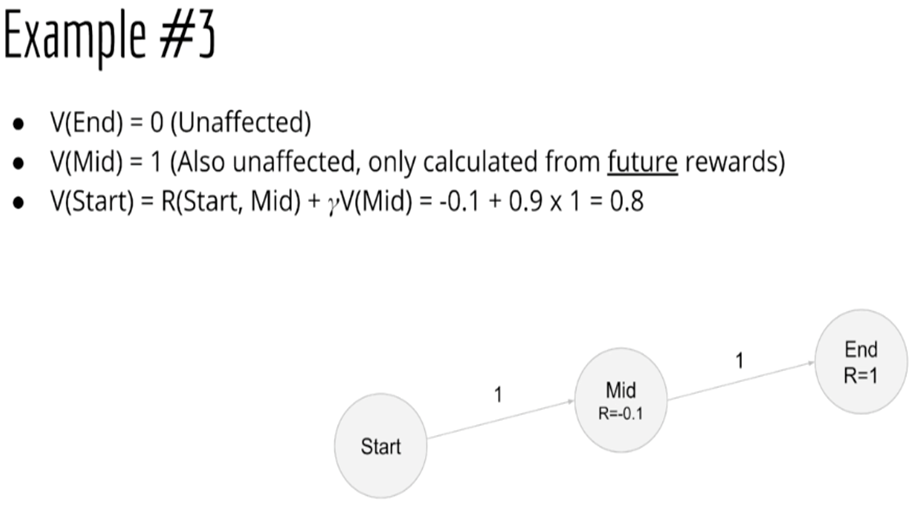 Example #3
● V(End) = 0 (Unaffected)
● V(Mid) = 1 (Also unaffected, only calculated from future rewards)
● V(Start) = R(Start, Mid) + γV(Mid) = -0.1 + 0.9 x 1 = 0.8
End
R=1
1
Mid
R=-0.1
1
Start